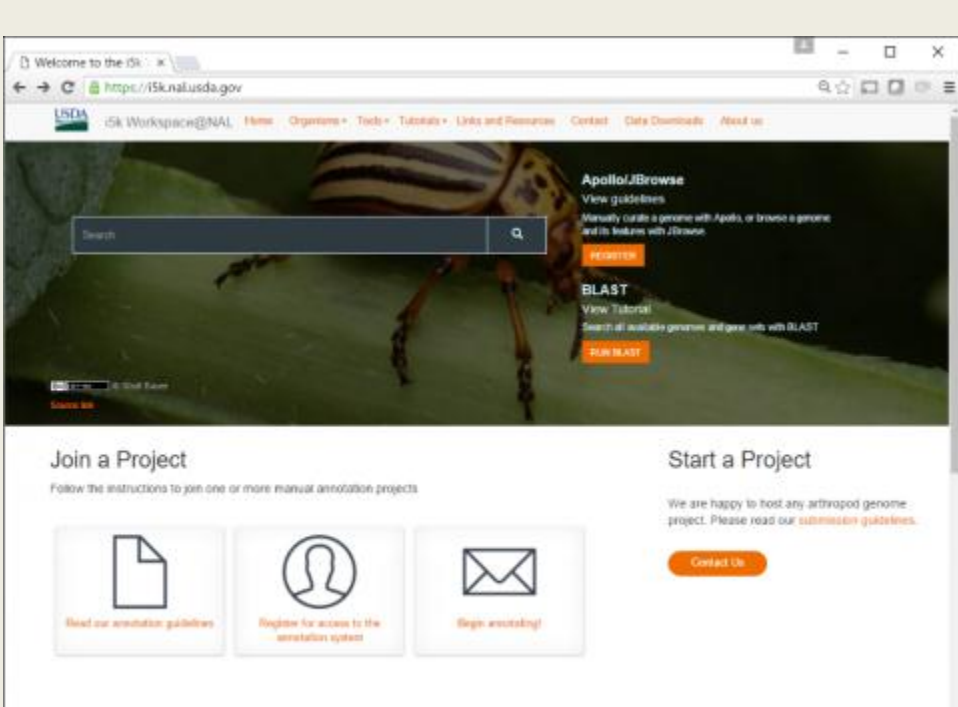 Welcome to the i5k
https://i5k.nal.usda.gov
USDA
i5k Workspace@NAL Home Organisms Tools Tutorials Links and Resources Contact Data Downloads About us
Apollo/JBrowse
View guidelines
Manually curate a genome with Apollo, or browse a genome
and its features with JBrowse.
Search
REGISTER
BLAST
View Tutorial
Search all available genomes and gene sets with BLAST
RUN BLAST
Source link
Join a Project
Follow the instructions to join one or more manual annotation projects
Start a Project
We are happy to host any arthropod genome
project. Please read our submission guidelines.
Contact Us
Read our annotation guidelines
Register for access to the
annotation system
Begin annotating!